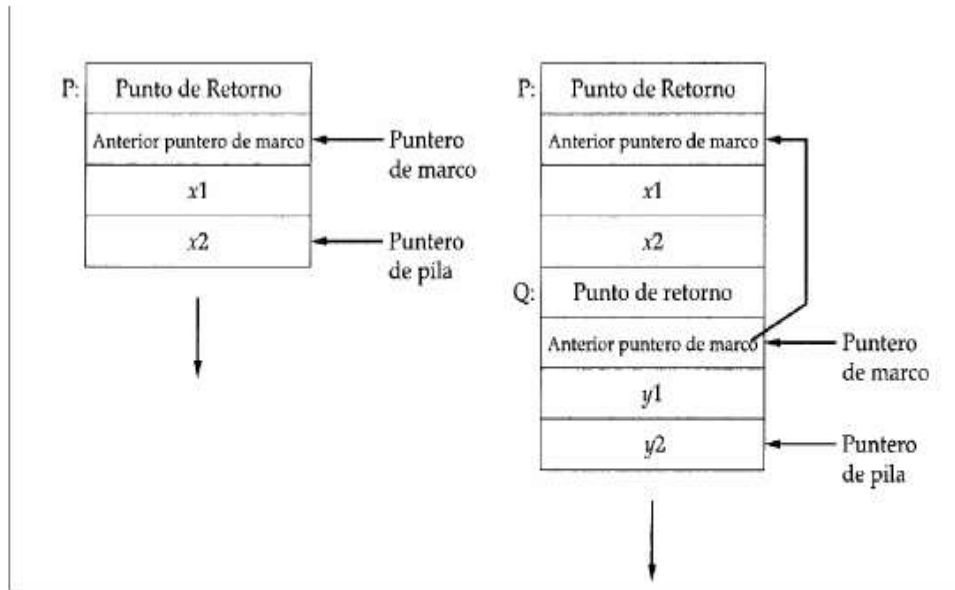 P:
Punto de Retorno
Anterior puntero de marco
x1
x2
Puntero
de marco
Puntero
de pila
P:
Punto de Retorno
Anterior puntero de marco
x1
x2
Q:
Punto de retorno
Anterior puntero de marco
y1
y2
Puntero
de marco
Puntero
de pila